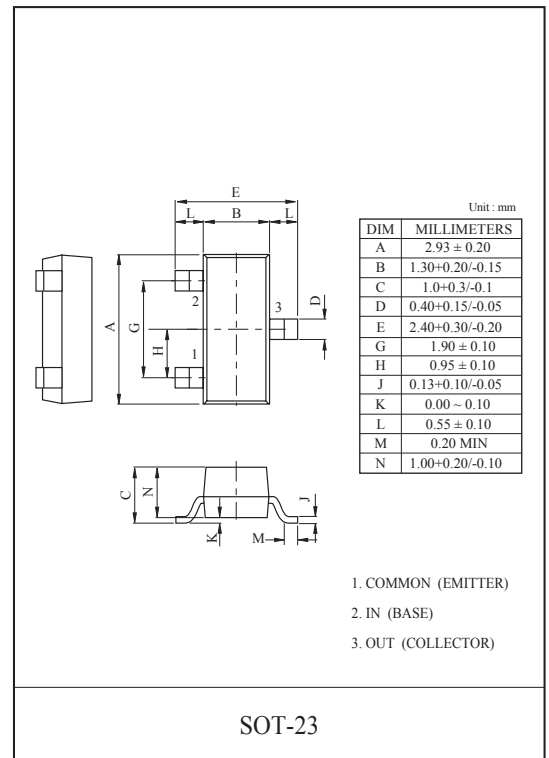 E
L B L
Unit : mm
DIM MILLIMETERS
A 2.93 ± 0.20
B 1.30+0.20/-0.15
C 1.0+0.3/-0.1
D 0.40+0.15/-0.05
E 2.40+0.30/-0.20
G 1.90 ± 0.10
H 0.95 ± 0.10
J 0.13+0.10/-0.05
K 0.00 ~ 0.10
L 0.55 ± 0.10
M 0.20 MIN
N 1.00+0.20/-0.10
A
G
H
2
3
D
1
C
N
K
M
J
1. COMMON (EMITTER)
2. IN (BASE)
3. OUT (COLLECTOR)
SOT-23